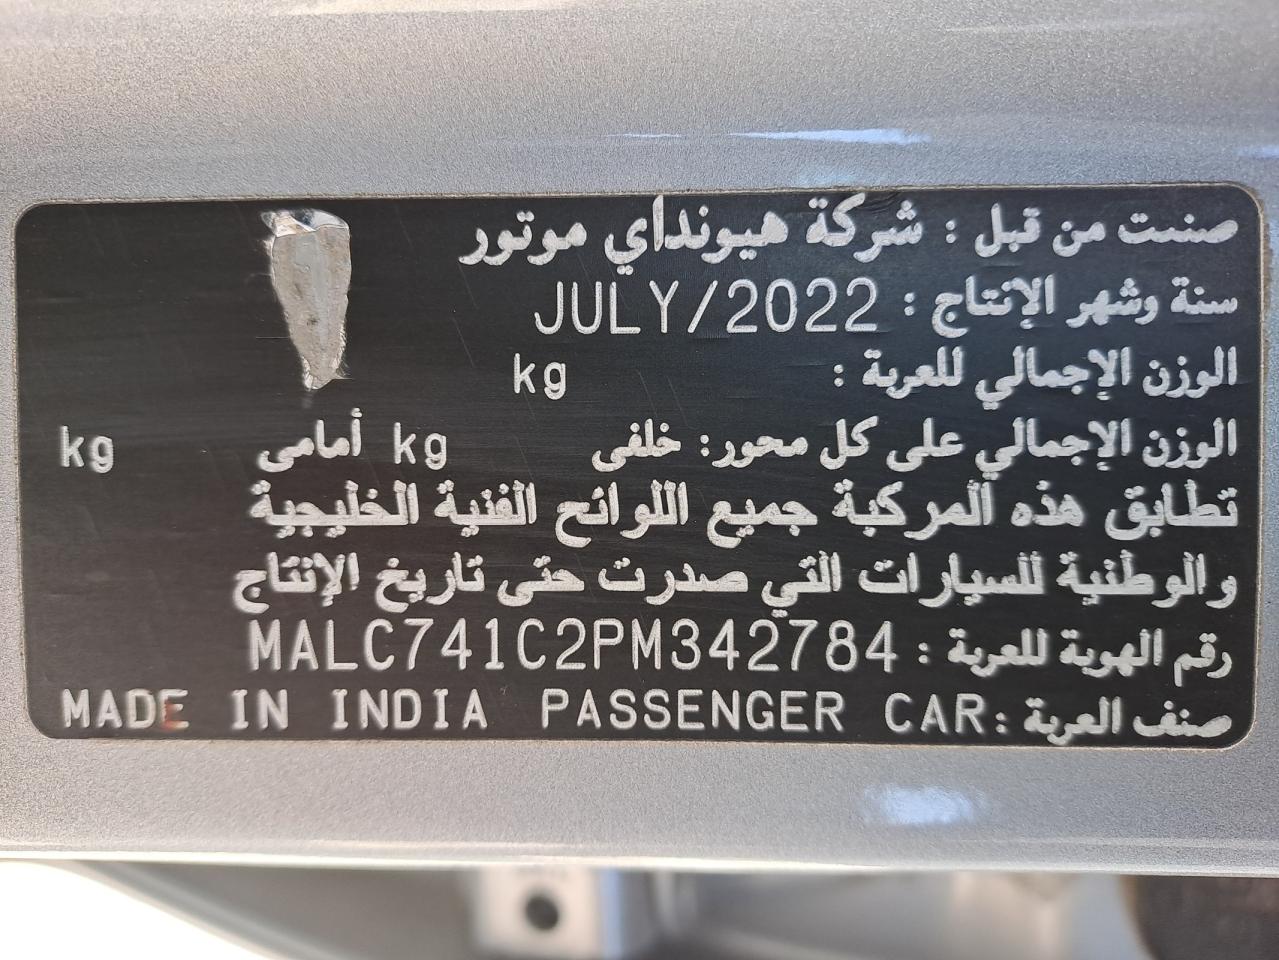 صنعت من قبل : شركة هيونداي موتور
سنة وشهر الإنتاج : JULY/2022
الوزن الإجمالي للعربة : kg
الوزن الإجمالي على كل محور: خلفى kg أمامى kg
تطابق هذه المركبة جميع اللوائح الفنية الخليجية
والوطنية للسيارات التي صدرت حتى تاريخ الإنتاج
رقم الهوية للعربة : MALC741C2PM342784
صنف العربة : MADE IN INDIA PASSENGER CAR